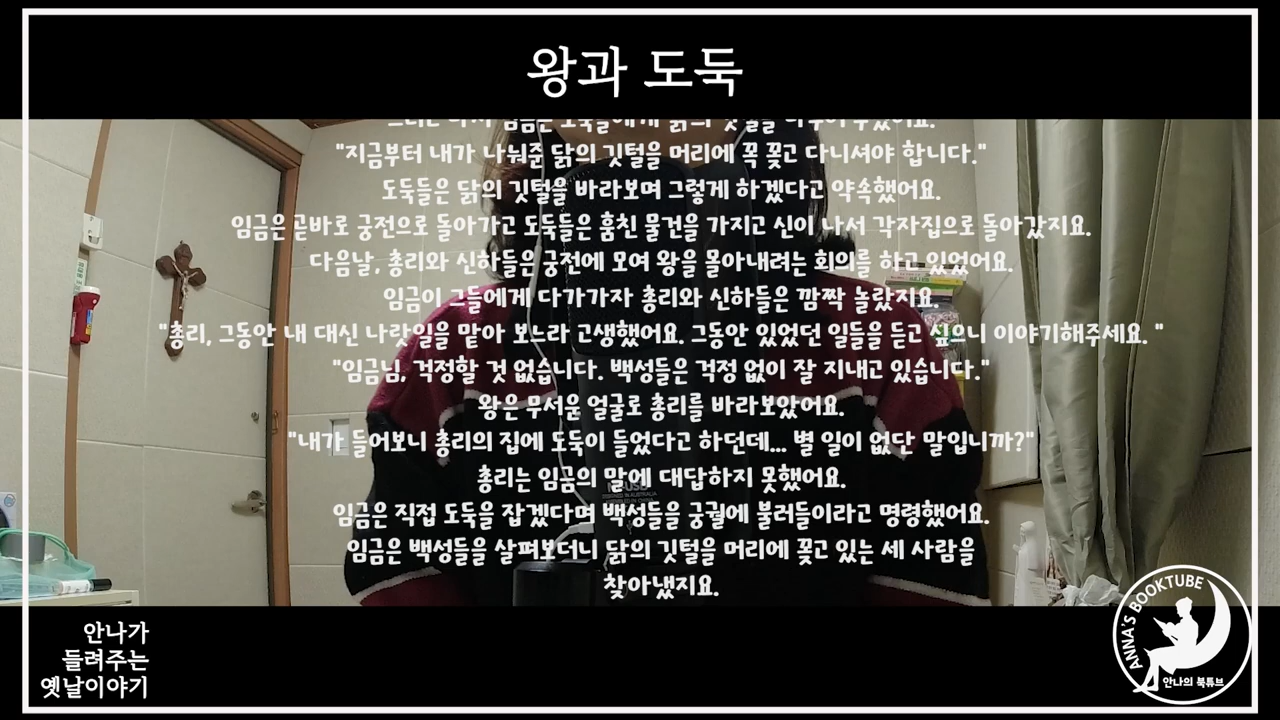 왕과 도둑
"지금부터 내가 나눠준 닭의 깃털을 머리에 꼭 꽂고 다니셔야 합니다."
도둑들은 닭의 깃털을 바라보며 그렇게 하겠다고 약속했어요.
임금은 곧바로 궁전으로 돌아가고 도둑들은 훔친 물건을 가지고 신이 나서 각자집으로 돌아갔지요.
다음날, 총리와 신하들은 궁전에 모여 왕을 몰아내려는 회의를 하고 있었어요.
임금이 그들에게 다가가자 총리와 신하들은 깜짝 놀랐지요.
"총리, 그동안 내 대신 나랏일을 맡아 보느라 고생했어요. 그동안 있었던 일들을 듣고 싶으니 이야기해주세요. "
"임금님, 걱정할 것 없습니다. 백성들은 걱정 없이 잘 지내고 있습니다."
왕은 무서운 얼굴로 총리를 바라보았어요.
"내가 들어보니 총리의 집에 도둑이 들었다고 하던데... 별 일이 없단 말입니까?"
총리는 임금의 말에 대답하지 못했어요.
임금은 직접 도둑을 잡겠다며 백성들을 궁궐에 불러들이라고 명령했어요.
임금은 백성들을 살펴보더니 닭의 깃털을 머리에 꽂고 있는 세 사람을
찾아냈지요.
안나가
들려주는
옛날이야기
ANNA'S BOOKTUBE
안나의 북튜브